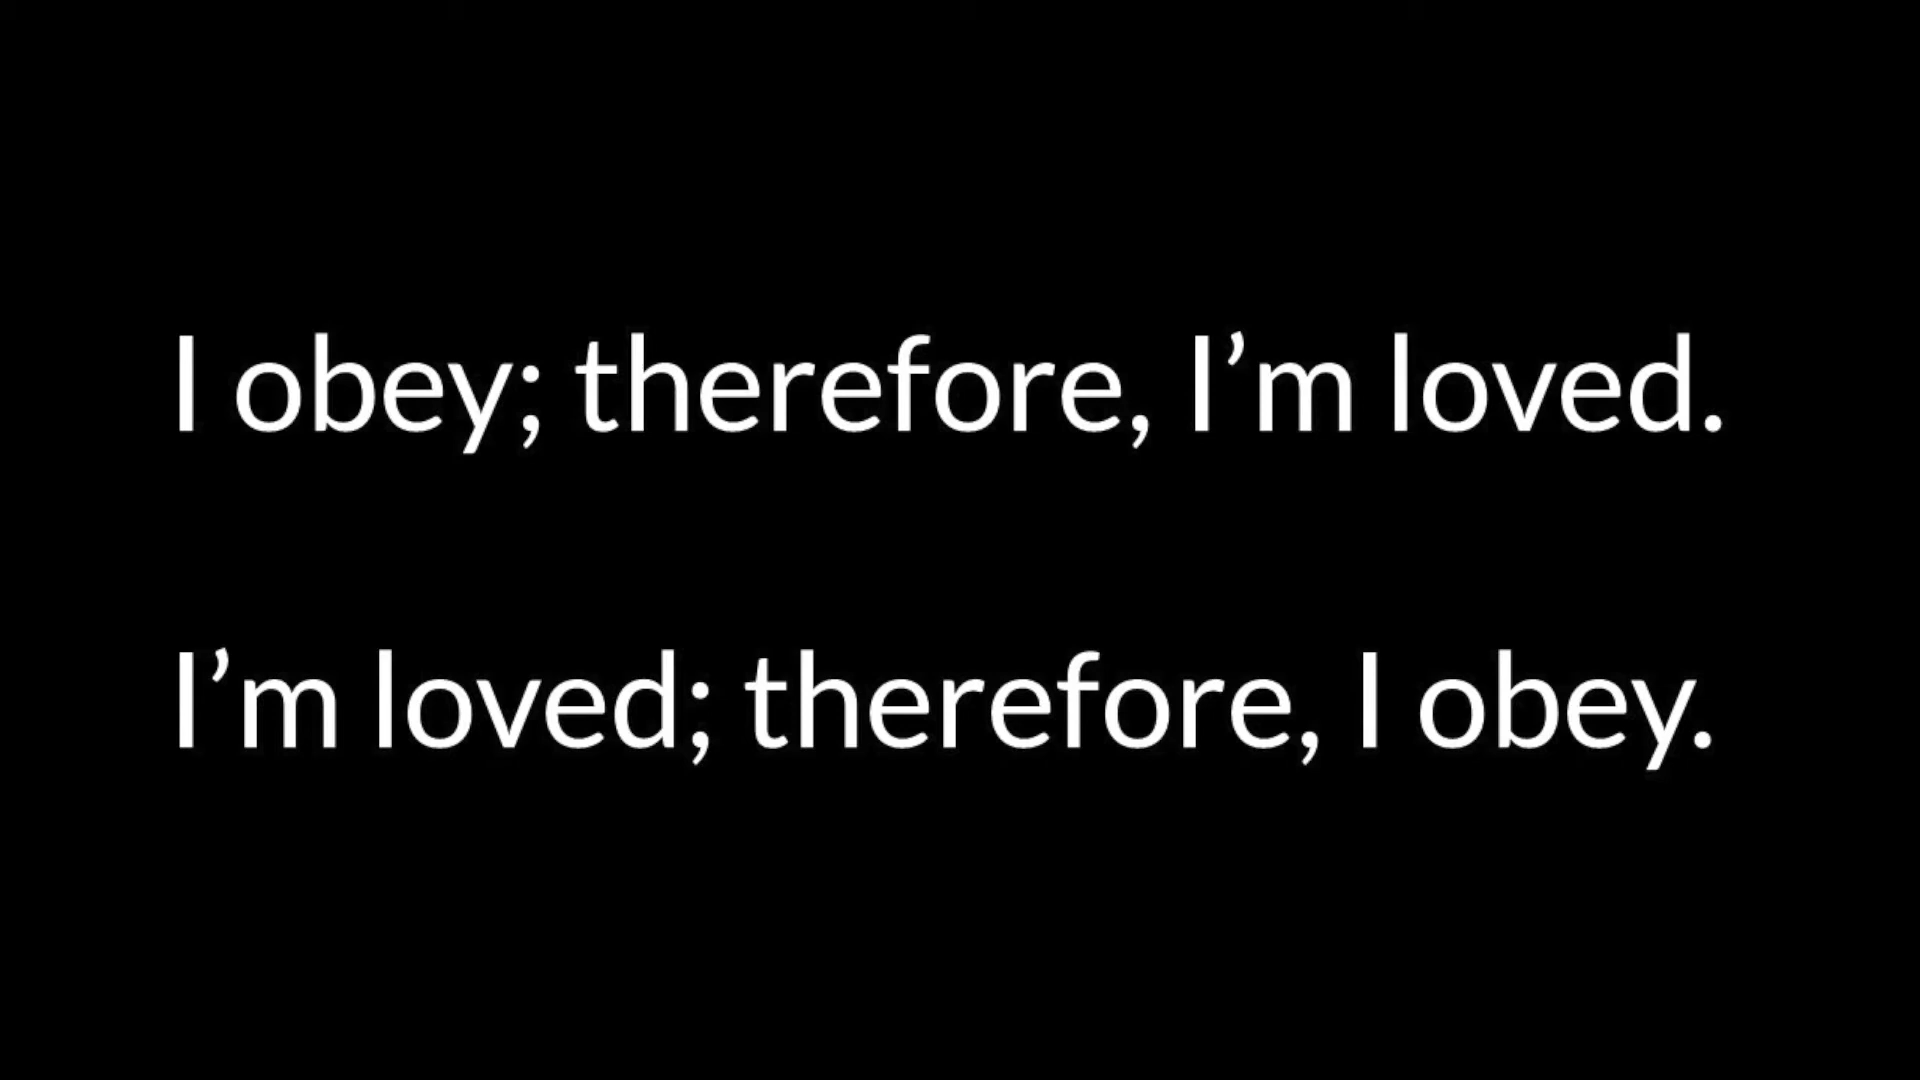 I obey; therefore, I’m loved.
I’m loved; therefore, I obey.